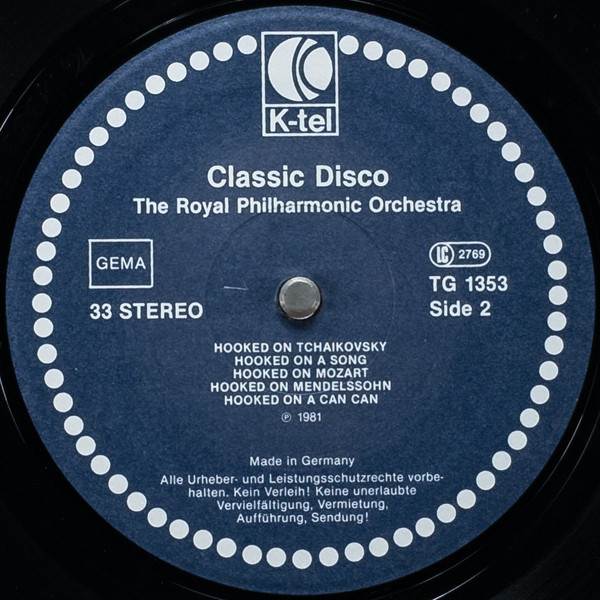 K-tel
Classic Disco
The Royal Philharmonic Orchestra
GEMA
LC 2769
33 STEREO
TG 1353
Side 2
HOOKED ON TCHAIKOVSKY
HOOKED ON A SONG
HOOKED ON MOZART
HOOKED ON MENDELSSOHN
HOOKED ON A CAN CAN
℗ 1981
Made in Germany
Alle Urheber- und Leistungsschutzrechte vorbe-
halten. Kein Verleih! Keine unerlaubte
Vervielfältigung, Vermietung,
Aufführung, Sendung!